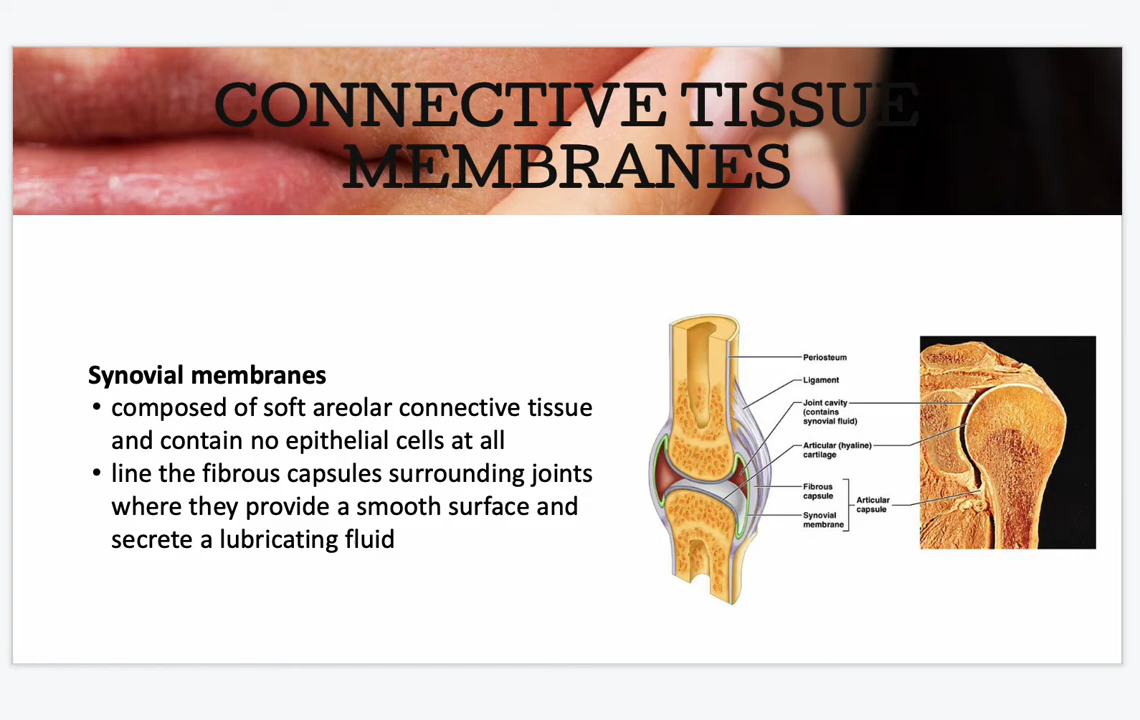 CONNECTIVE TISSUE
MEMBRANES
Synovial membranes
• composed of soft areolar connective tissue
and contain no epithelial cells at all
• line the fibrous capsules surrounding joints
where they provide a smooth surface and
secrete a lubricating fluid
Periosteum
Ligament
Joint cavity
(contains
synovial fluid)
Articular (hyaline)
cartilage
Fibrous
capsule
Synovial
membrane
Articular
capsule